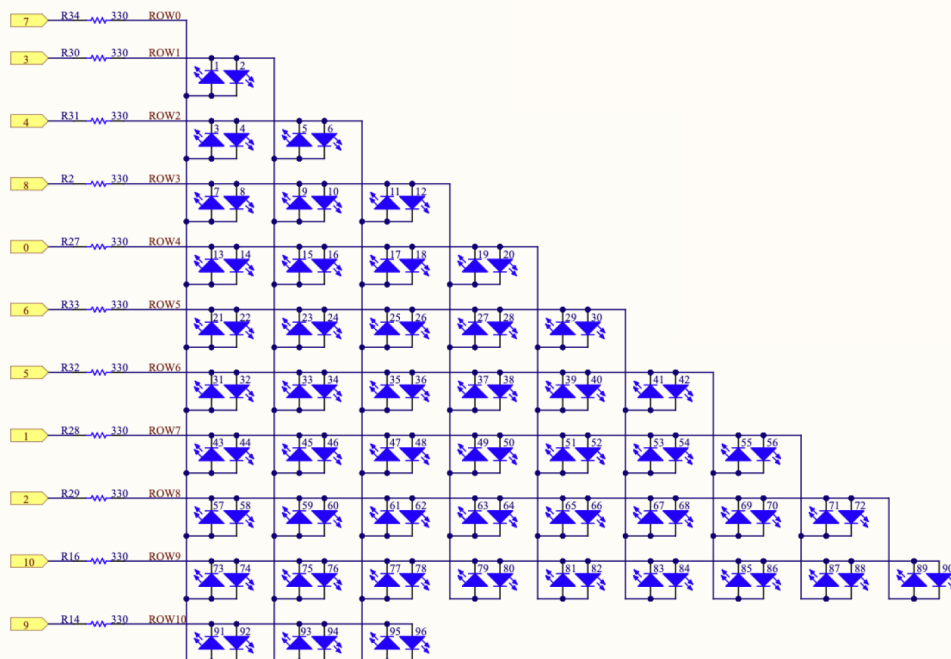 7 R34 330 ROW0
3 R30 330 ROW1
1 2
4 R31 330 ROW2
3 4 5 6
8 R2 330 ROW3
7 8 9 10 11 12
0 R27 330 ROW4
13 14 15 16 17 18 19 20
6 R33 330 ROW5
21 22 23 24 25 26 27 28 29 30
5 R32 330 ROW6
31 32 33 34 35 36 37 38 39 40 41 42
1 R28 330 ROW7
43 44 45 46 47 48 49 50 51 52 53 54 55 56
2 R29 330 ROW8
57 58 59 60 61 62 63 64 65 66 67 68 69 70 71 72
10 R16 330 ROW9
73 74 75 76 77 78 79 80 81 82 83 84 85 86 87 88 89 90
9 R14 330 ROW10
91 92 93 94 95 96